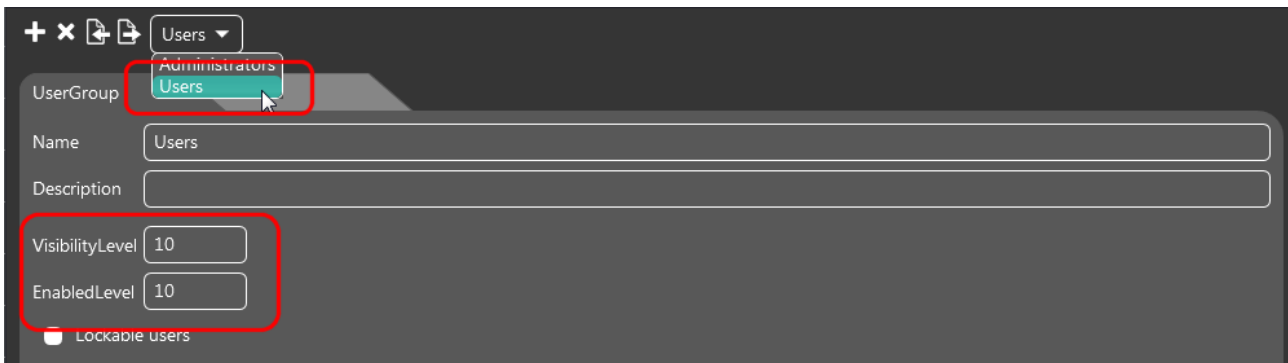 Users
Administrators
Users
UserGroup
Name Users
Description
VisibilityLevel 10
EnabledLevel 10
Lockable users